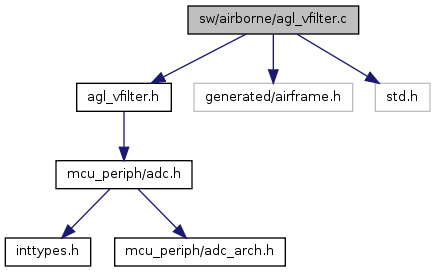 sw/airborne/agl_vfilter.c
agl_vfilter.h
generated/airframe.h
std.h
mcu_periph/adc.h
inttypes.h
mcu_periph/adc_arch.h